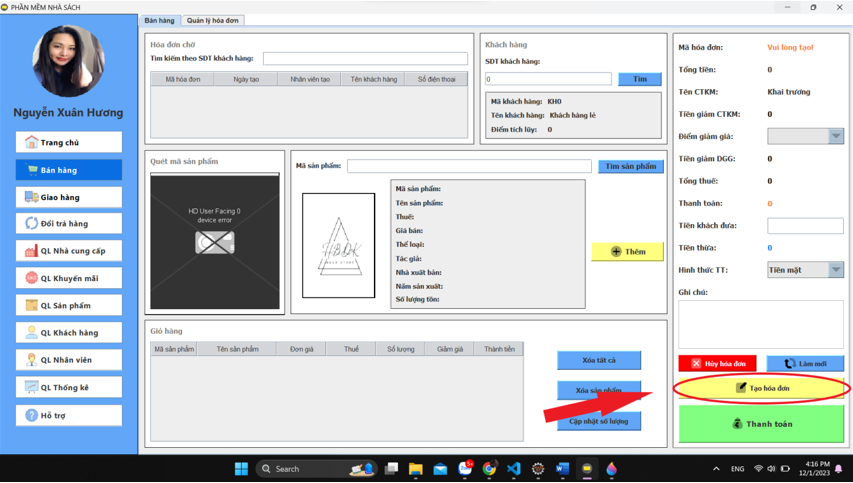 PHẦN MỀM NHÀ SÁCH
Nguyễn Xuân Hương
Trang chủ
Bán hàng
Giao hàng
Đổi trả hàng
QL Nhà cung cấp
QL Khuyến mãi
QL Sản phẩm
QL Khách hàng
QL Nhân viên
QL Thống kê
Hỗ trợ
Bán hàng Quản lý hóa đơn
Hóa đơn chờ
Tìm kiếm theo SDT khách hàng:
Mã hóa đơn Ngày tạo Nhân viên tạo Tên khách hàng Số điện thoại
Khách hàng
SDT khách hàng:
0 Tìm
Mã khách hàng: KH0
Tên khách hàng: Khách hàng lẻ
Điểm tích lũy: 0
Quét mã sản phẩm
HD User Facing 0
device error
Mã sản phẩm: Tìm sản phẩm
Mã sản phẩm:
Tên sản phẩm:
Thuế:
Giá bán:
Thể loại:
Tác giả:
Nhà xuất bản:
Năm sản xuất:
Số lượng tồn:
Thêm
Giỏ hàng
Mã sản phẩm Tên sản phẩm Đơn giá Thuế Số lượng Giảm giá Thành tiền
Xóa tất cả
Xóa sản phẩm
Cập nhật số lượng
Mã hóa đơn: Vui lòng tạo!
Tổng tiền: 0
Tên CTKM: Khai trương
Tiền giảm CTKM: 0
Điểm giảm giá:
Tiền giảm DGG: 0
Tổng thuế: 0
Thanh toán: 0
Tiền khách đưa:
Tiền thừa: 0
Hình thức TT: Tiền mặt
Ghi chú:
Hủy hóa đơn Làm mới
Tạo hóa đơn
Thanh toán
Search
ENG
4:16 PM
12/1/2023